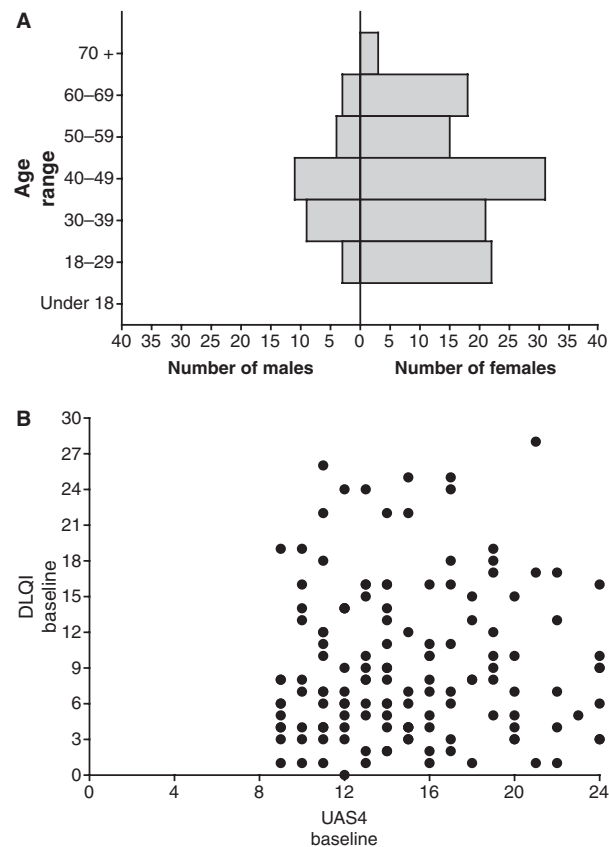 A
70 +
60–69
50–59
40–49
30–39
18–29
Under 18
Age
range
40 35 30 25 20 15 10 5 0 5 10 15 20 25 30 35 40
Number of males Number of females
B
30
27
24
21
18
15
12
9
6
3
0
DLQI
baseline
0 4 8 12 16 20 24
UAS4
baseline